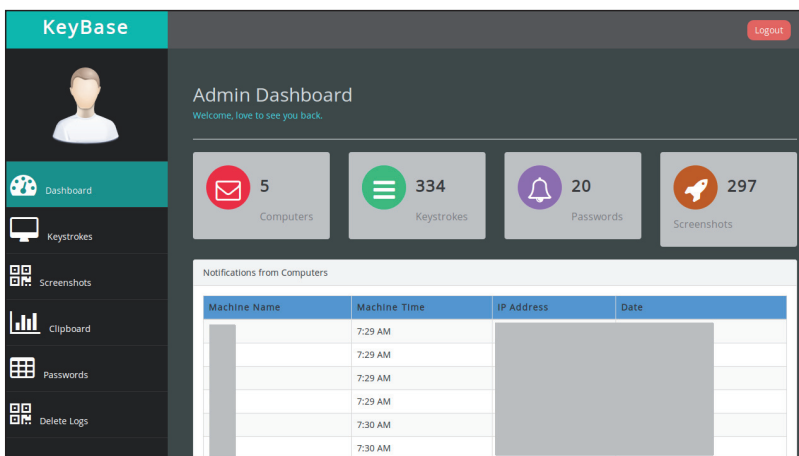 KeyBase
Logout
Admin Dashboard
Welcome, love to see you back.
Dashboard
Keystrokes
Screenshots
Clipboard
Passwords
Delete Logs
5
Computers
334
Keystrokes
20
Passwords
297
Screenshots
Notifications from Computers
Machine Name Machine Time IP Address Date
7:29 AM
7:29 AM
7:29 AM
7:29 AM
7:30 AM
7:30 AM